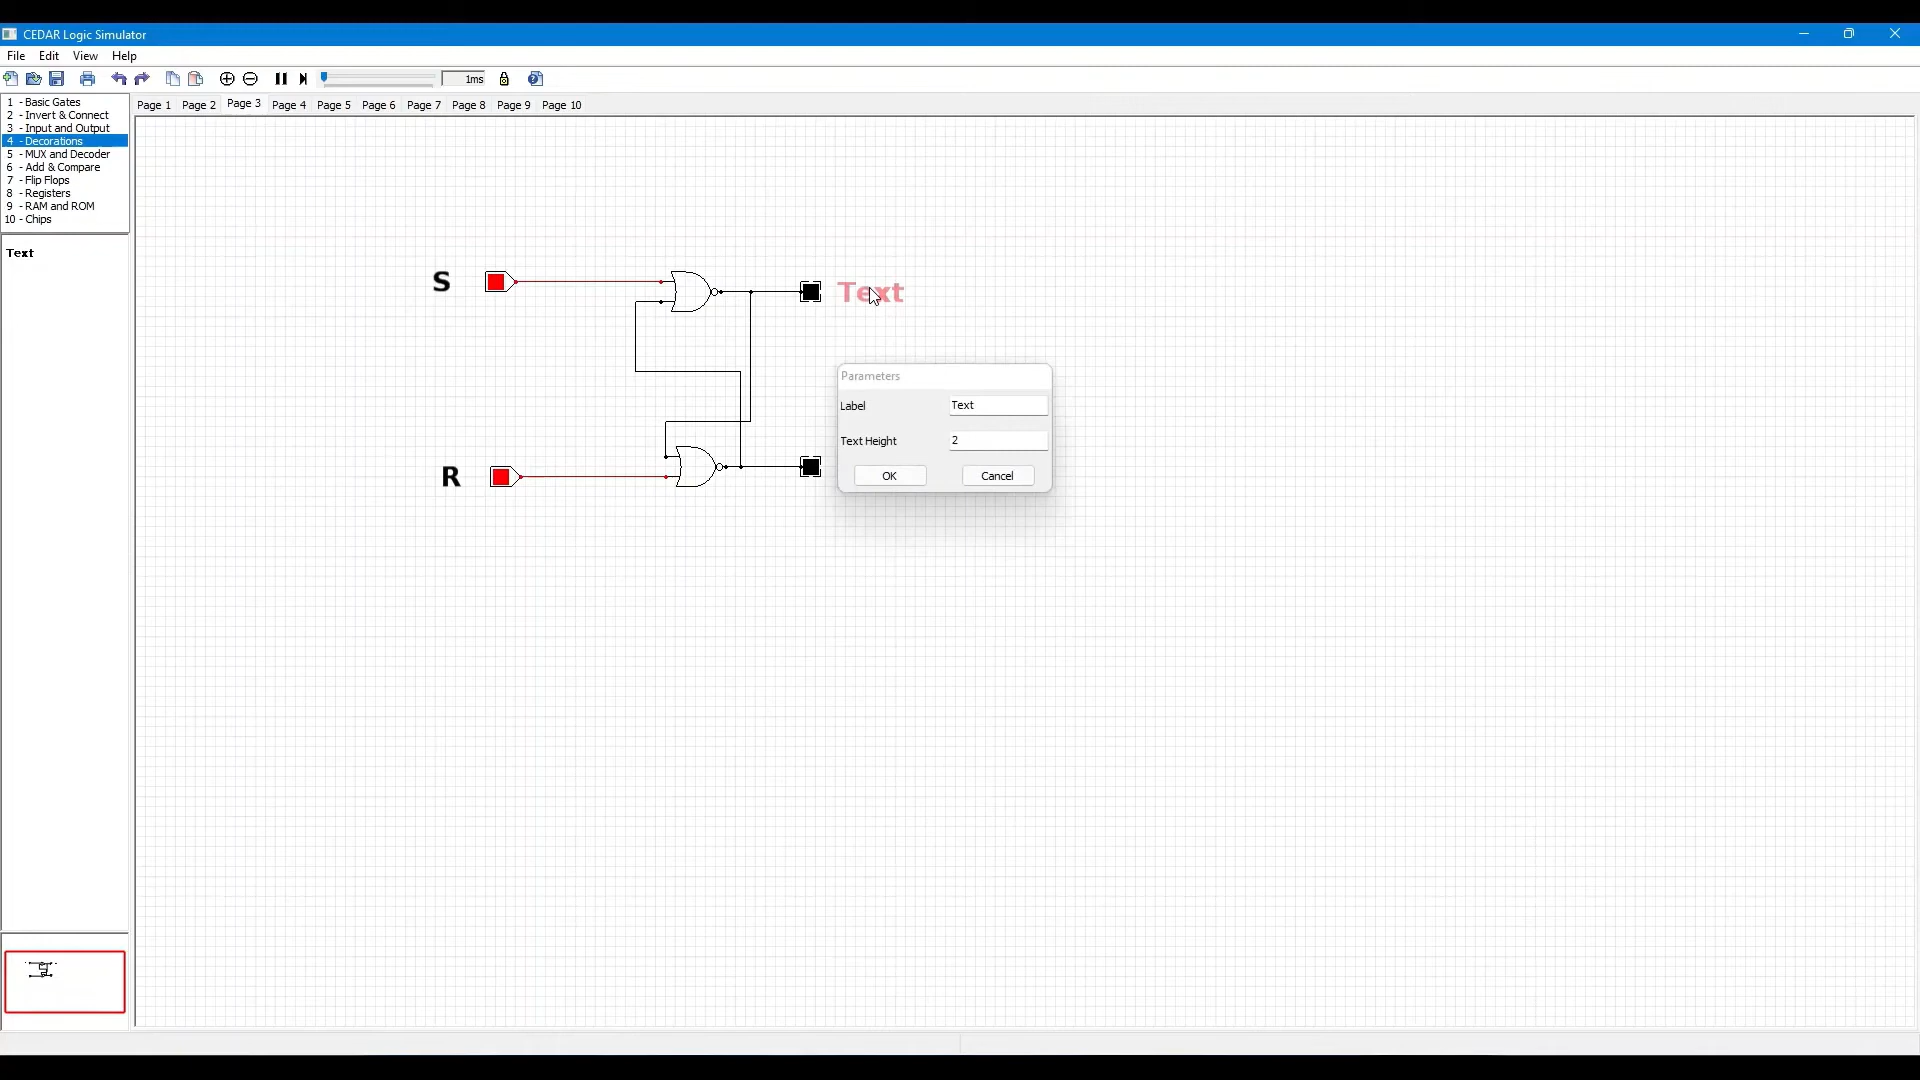 CEDAR Logic Simulator
File Edit View Help
1ms
1 - Basic Gates
2 - Invert & Connect
3 - Input and Output
4 - Decorations
5 - MUX and Decoder
6 - Add & Compare
7 - Flip Flops
8 - Registers
9 - RAM and ROM
10 - Chips
Page 1 Page 2 Page 3 Page 4 Page 5 Page 6 Page 7 Page 8 Page 9 Page 10
Text
S
Text
R
Parameters
Label Text
Text Height 2
OK Cancel